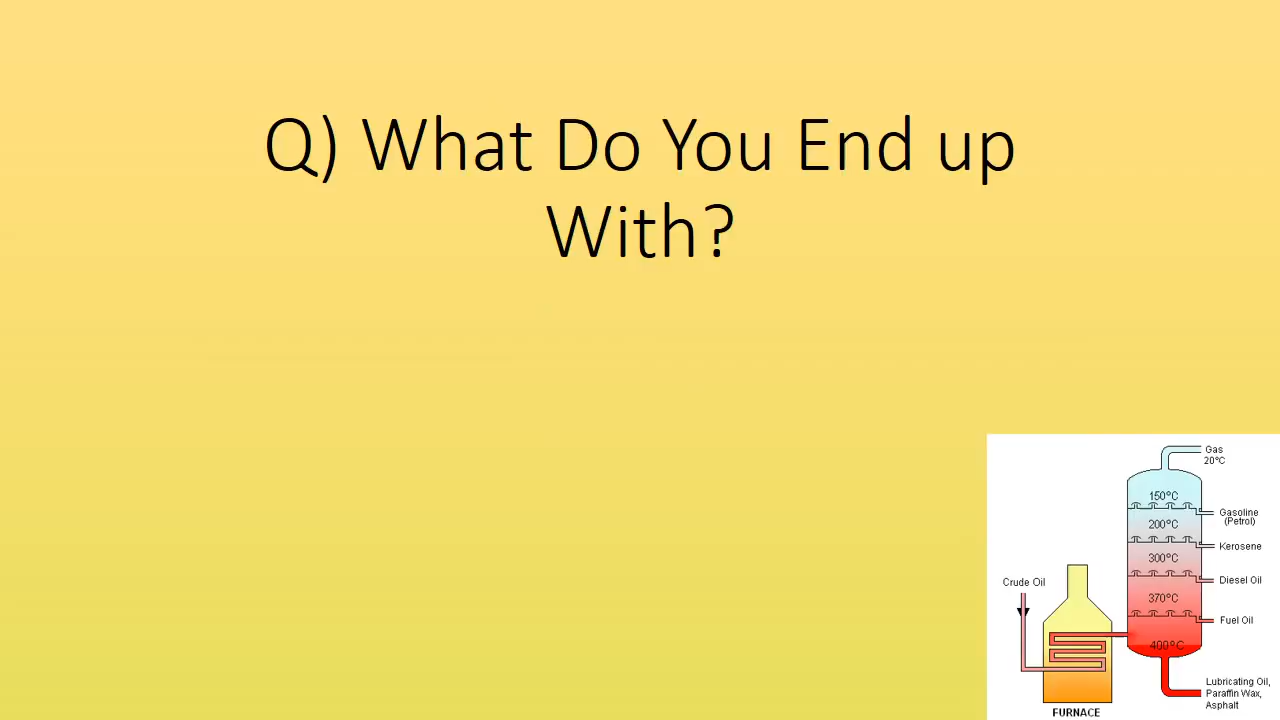 Q) What Do You End up
With?
Gas
20°C
150°C
Gasoline
(Petrol)
200°C
Kerosene
300°C
Diesel Oil
Crude Oil
370°C
Fuel Oil
400°C
Lubricating Oil,
Paraffin Wax,
Asphalt
FURNACE